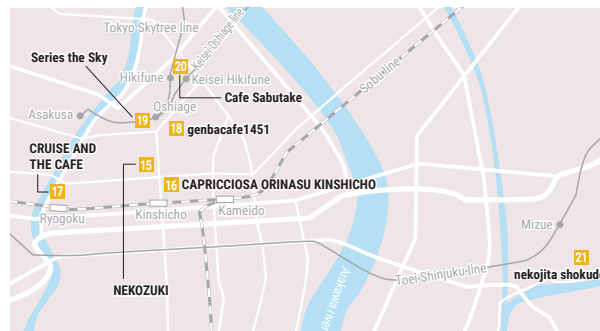 Tokyo Skytree line
Keisei Oshiage line
Series the Sky
20
Hikifune
Keisei Hikifune
Sobu line
Cafe Sabutake
Oshiage
Asakusa
19
18 genbacafe1451
CRUISE AND
THE CAFE
15
16 CAPRICCIOSA ORINASU KINSHICHO
17
Ryogoku
Kinshicho
Kameido
Mizue
21
nekojita shokud
Toei-Shinjuku line
Arakawa river
NEKOZUKI